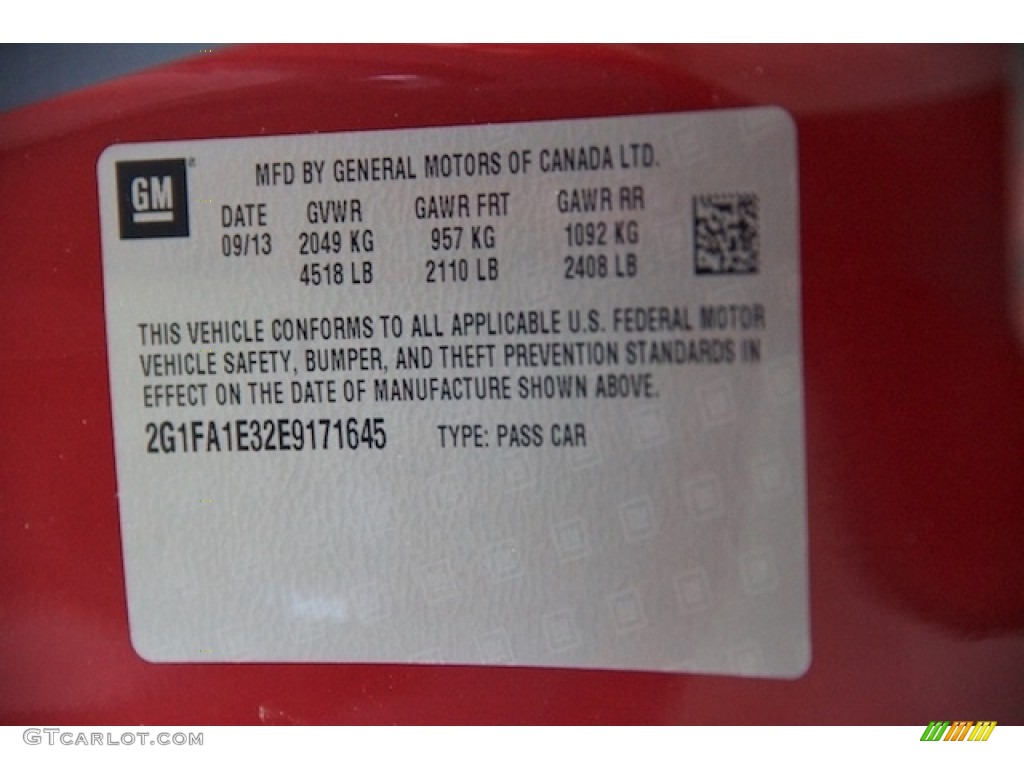 GM
MFD BY GENERAL MOTORS OF CANADA LTD.
DATE GVWR GAWR FRT GAWR RR
09/13 2049 KG 957 KG 1092 KG
4518 LB 2110 LB 2408 LB
THIS VEHICLE CONFORMS TO ALL APPLICABLE U.S. FEDERAL MOTOR
VEHICLE SAFETY, BUMPER, AND THEFT PREVENTION STANDARDS IN
EFFECT ON THE DATE OF MANUFACTURE SHOWN ABOVE.
2G1FA1E32E9171645 TYPE: PASS CAR
GTCARLOT.COM